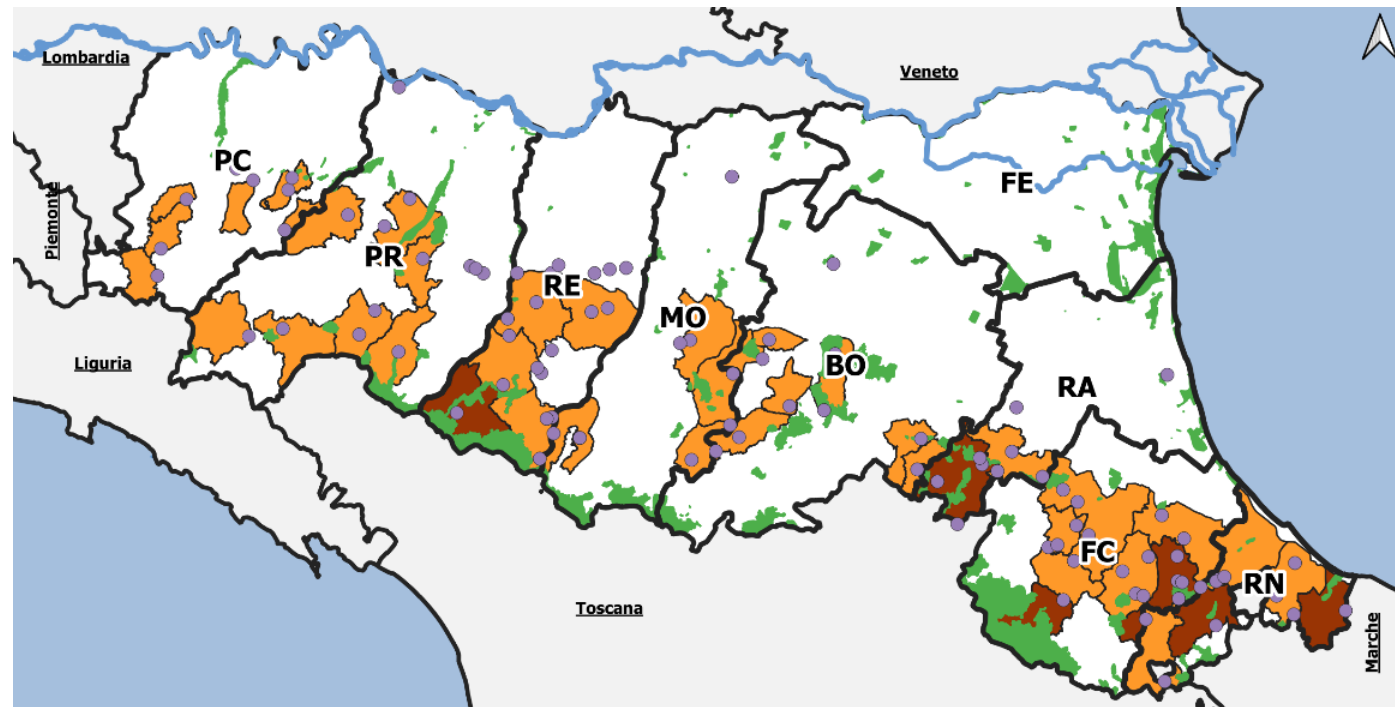 Lombardia
Veneto
PC
FE
Piemonte
PR
RE
MO
BO
Liguria
RA
FC
RN
Toscana
Marche